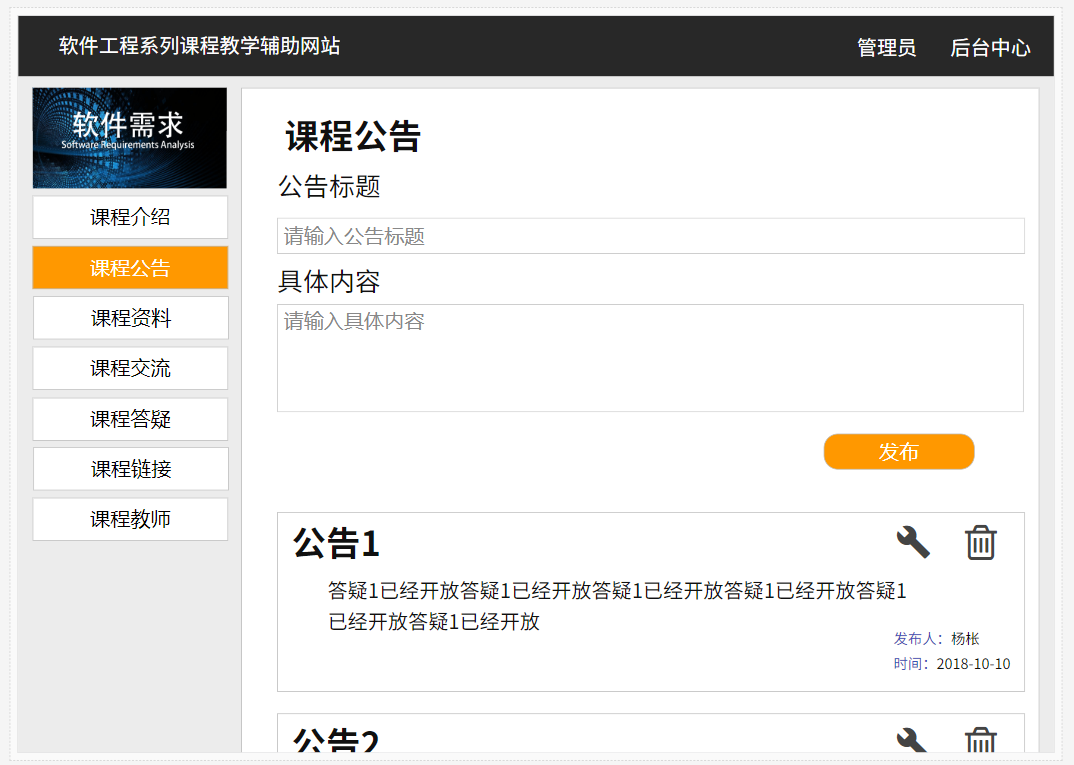 软件工程系列课程教学辅助网站
管理员
后台中心
软件需求
Software Requirements Analysis
课程介绍
课程公告
课程资料
课程交流
课程答疑
课程链接
课程教师
课程公告
公告标题
请输入公告标题
具体内容
请输入具体内容
发布
公告1
答疑1已经开放答疑1已经开放答疑1已经开放答疑1已经开放答疑1
已经开放答疑1已经开放
发布人：杨枨
时间：2018-10-10
公告2